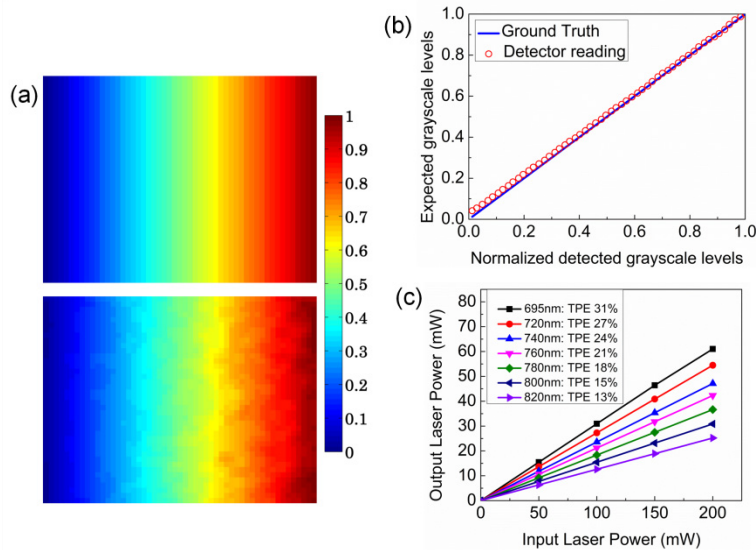 (a)
1
0.9
0.8
0.7
0.6
0.5
0.4
0.3
0.2
0.1
0
(b)
Expected grayscale levels
1.0
0.8
0.6
0.4
0.2
0.0
Ground Truth
Detector reading
0.0 0.2 0.4 0.6 0.8 1.0
Normalized detected grayscale levels
(c)
Output Laser Power (mW)
80
70
60
50
40
30
20
10
0
695nm: TPE 31%
720nm: TPE 27%
740nm: TPE 24%
760nm: TPE 21%
780nm: TPE 18%
800nm: TPE 15%
820nm: TPE 13%
0 50 100 150 200
Input Laser Power (mW)